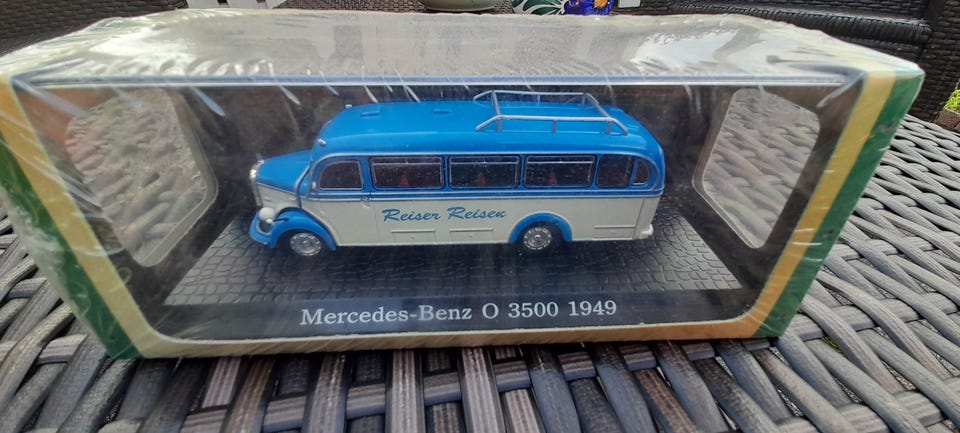 Reiser Reisen
Mercedes-Benz O 3500 1949